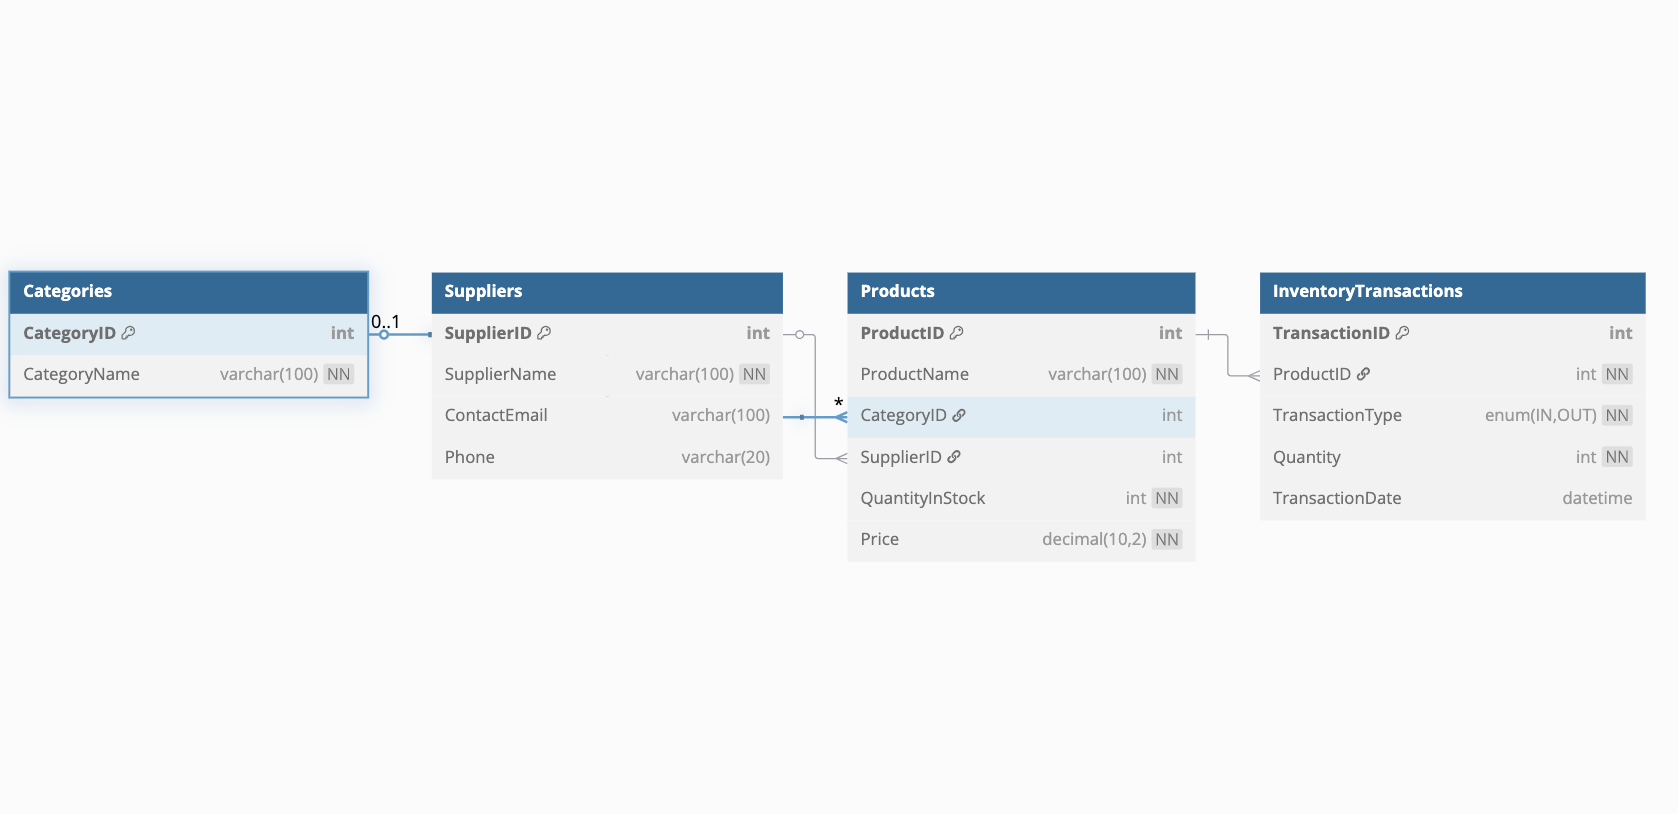 Categories
CategoryID int
CategoryName varchar(100) NN
0..1
Suppliers
SupplierID int
SupplierName varchar(100) NN
ContactEmail varchar(100)
Phone varchar(20)
*
Products
ProductID int
ProductName varchar(100) NN
CategoryID int
SupplierID int
QuantityInStock int NN
Price decimal(10,2) NN
InventoryTransactions
TransactionID int
ProductID int NN
TransactionType enum(IN,OUT) NN
Quantity int NN
TransactionDate datetime